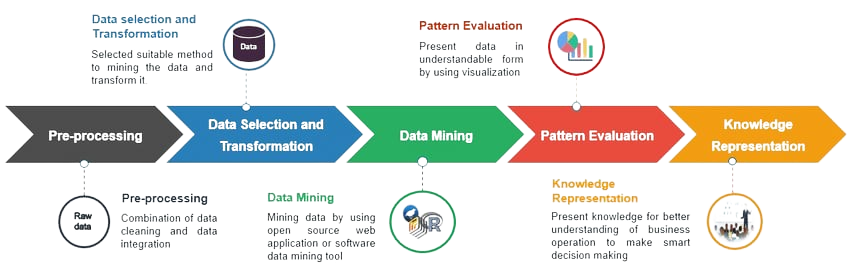 Data selection and
Transformation
Selected suitable method
to mining the data and
transform it.
Data
Pattern Evaluation
Present data in
understandable form
by using visualization
Pre-processing
Data Selection and
Transformation
Data Mining
Pattern Evaluation
Knowledge
Representation
Raw
data
Pre-processing
Combination of data
cleaning and data
integration
Data Mining
Mining data by using
open source web
application or software
data mining tool
R
Knowledge
Representation
Present knowledge for better
understanding of business
operation to make smart
decision making